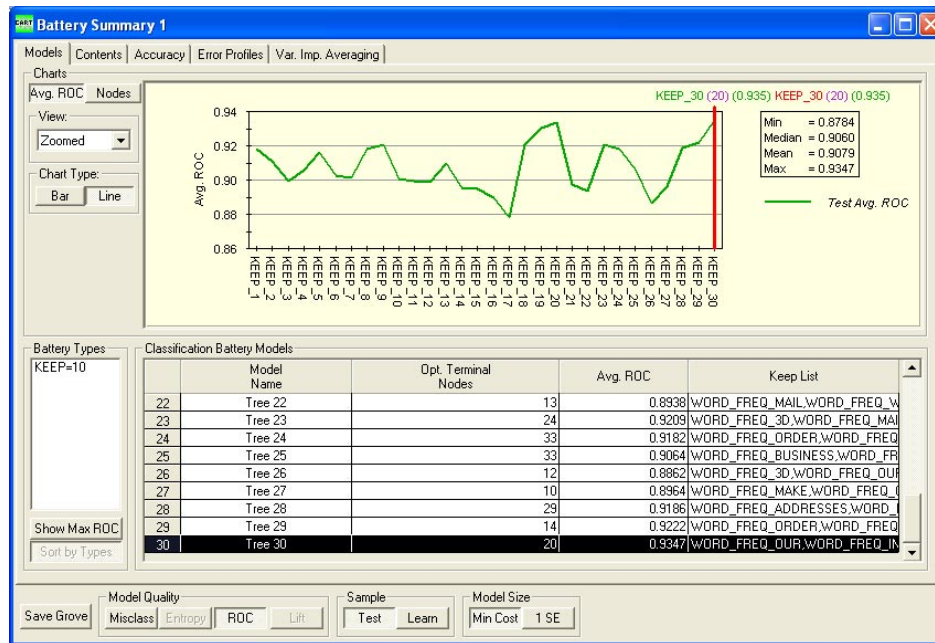 CART Battery Summary 1
Models Contents Accuracy Error Profiles Var. Imp. Averaging
Charts
Avg. ROC Nodes
View:
Zoomed
Chart Type:
Bar Line
KEEP_30 (20) (0.935) KEEP_30 (20) (0.935)
Avg. ROC
0.94
0.92
0.90
0.88
0.86
KEEP_1 KEEP_2 KEEP_3 KEEP_4 KEEP_5 KEEP_6 KEEP_7 KEEP_8 KEEP_9 KEEP_10 KEEP_11 KEEP_12 KEEP_13 KEEP_14 KEEP_15 KEEP_16 KEEP_17 KEEP_18 KEEP_19 KEEP_20 KEEP_21 KEEP_22 KEEP_23 KEEP_24 KEEP_25 KEEP_26 KEEP_27 KEEP_28 KEEP_29 KEEP_30
Min = 0.8784
Median = 0.9060
Mean = 0.9079
Max = 0.9347
Test Avg. ROC
Battery Types
KEEP=10
Show Max ROC
Sort by Types
Classification Battery Models
Model Name Opt. Terminal Nodes Avg. ROC Keep List
22 Tree 22 13 0.8938 WORD_FREQ_MAIL,WORD_FREQ_W
23 Tree 23 24 0.9209 WORD_FREQ_3D,WORD_FREQ_MAI
24 Tree 24 33 0.9182 WORD_FREQ_ORDER,WORD_FREQ
25 Tree 25 33 0.9064 WORD_FREQ_BUSINESS,WORD_FR
26 Tree 26 12 0.8862 WORD_FREQ_3D,WORD_FREQ_OUR
27 Tree 27 10 0.8964 WORD_FREQ_MAKE,WORD_FREQ_
28 Tree 28 29 0.9186 WORD_FREQ_ADDRESSES,WORD_
29 Tree 29 14 0.9222 WORD_FREQ_ORDER,WORD_FREQ
30 Tree 30 20 0.9347 WORD_FREQ_OUR,WORD_FREQ_IN
Save Grove
Model Quality
Misclass Entropy ROC Lift
Sample
Test Learn
Model Size
Min Cost 1 SE